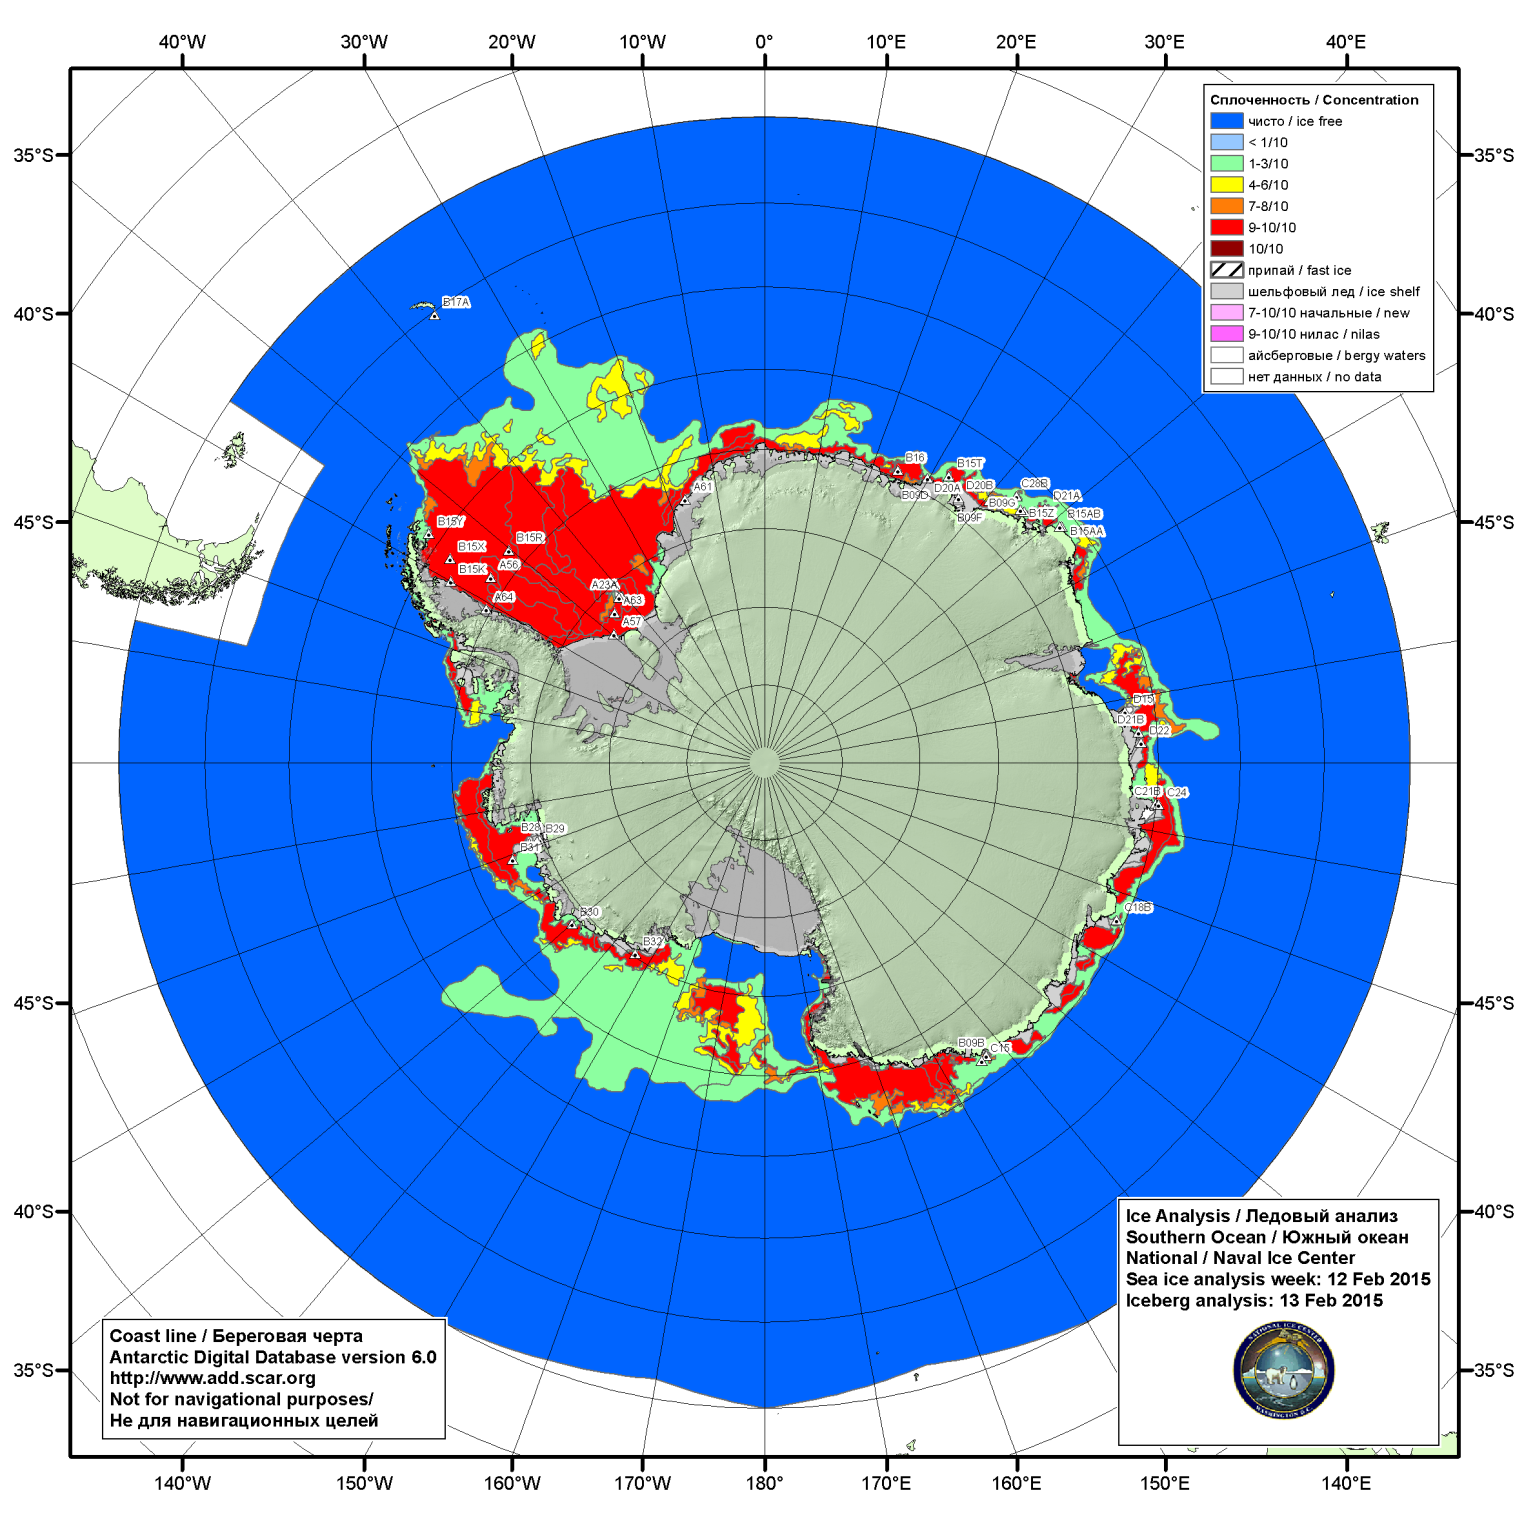 40°W 30°W 20°W 10°W 0° 10°E 20°E 30°E 40°E
35°S 35°S
40°S 40°S
45°S 45°S
45°S 45°S
40°S 40°S
35°S 35°S
140°W 150°W 160°W 170°W 180° 170°E 160°E 150°E 140°E
Сплоченность / Concentration
чисто / ice free
< 1/10
1-3/10
4-6/10
7-8/10
9-10/10
10/10
припай / fast ice
шельфовый лед / ice shelf
7-10/10 начальные / new
9-10/10 нилас / nilas
айсберговые / bergy waters
нет данных / no data
B17A
B16
B15T
A61
B09D
D20A
D20B
C28B
B09F
B09G
D21A
B15Z
B15AB
B15AA
B15Y
B15R
B15X
A56
B15K
A64
A23A
A63
A57
D15
D21B
D22
C21B
C24
B28
B29
B31
C18B
B30
B32
B09B
C15
Ice Analysis / Ледовый анализ
Southern Ocean / Южный океан
National / Naval Ice Center
Sea ice analysis week: 12 Feb 2015
Iceberg analysis: 13 Feb 2015
NATIONAL ICE CENTER
WASHINGTON D.C.
Coast line / Береговая черта
Antarctic Digital Database version 6.0
http://www.add.scar.org
Not for navigational purposes/
Не для навигационных целей